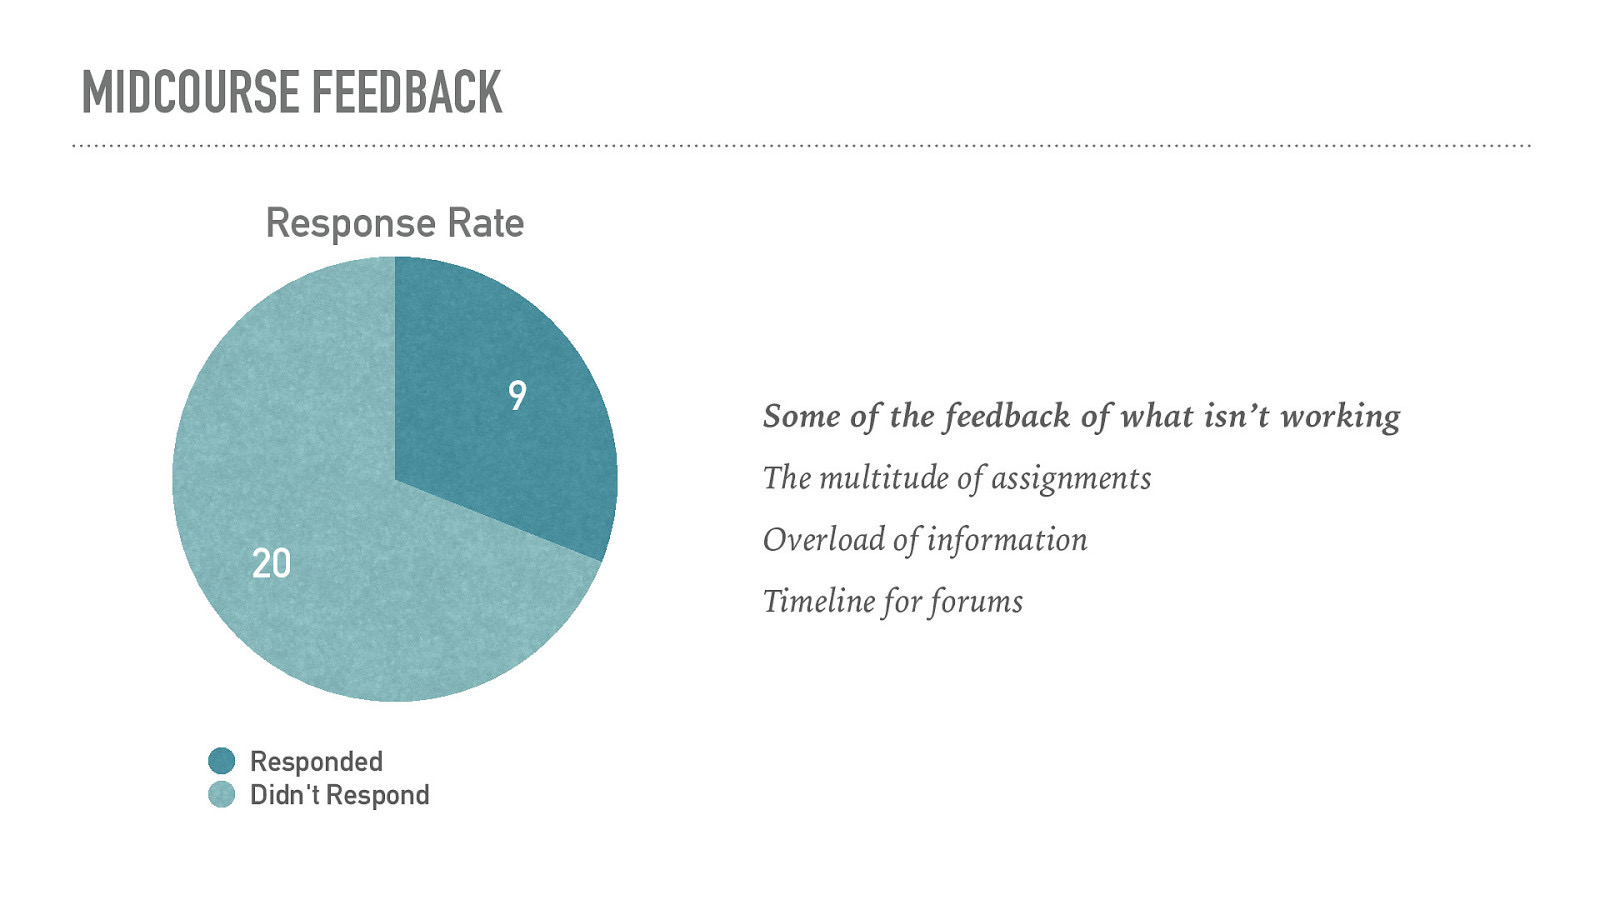 MIDCOURSE FEEDBACK
Response Rate
9
20
Responded
Didn't Respond
Some of the feedback of what isn’t working
The multitude of assignments
Overload of information
Timeline for forums